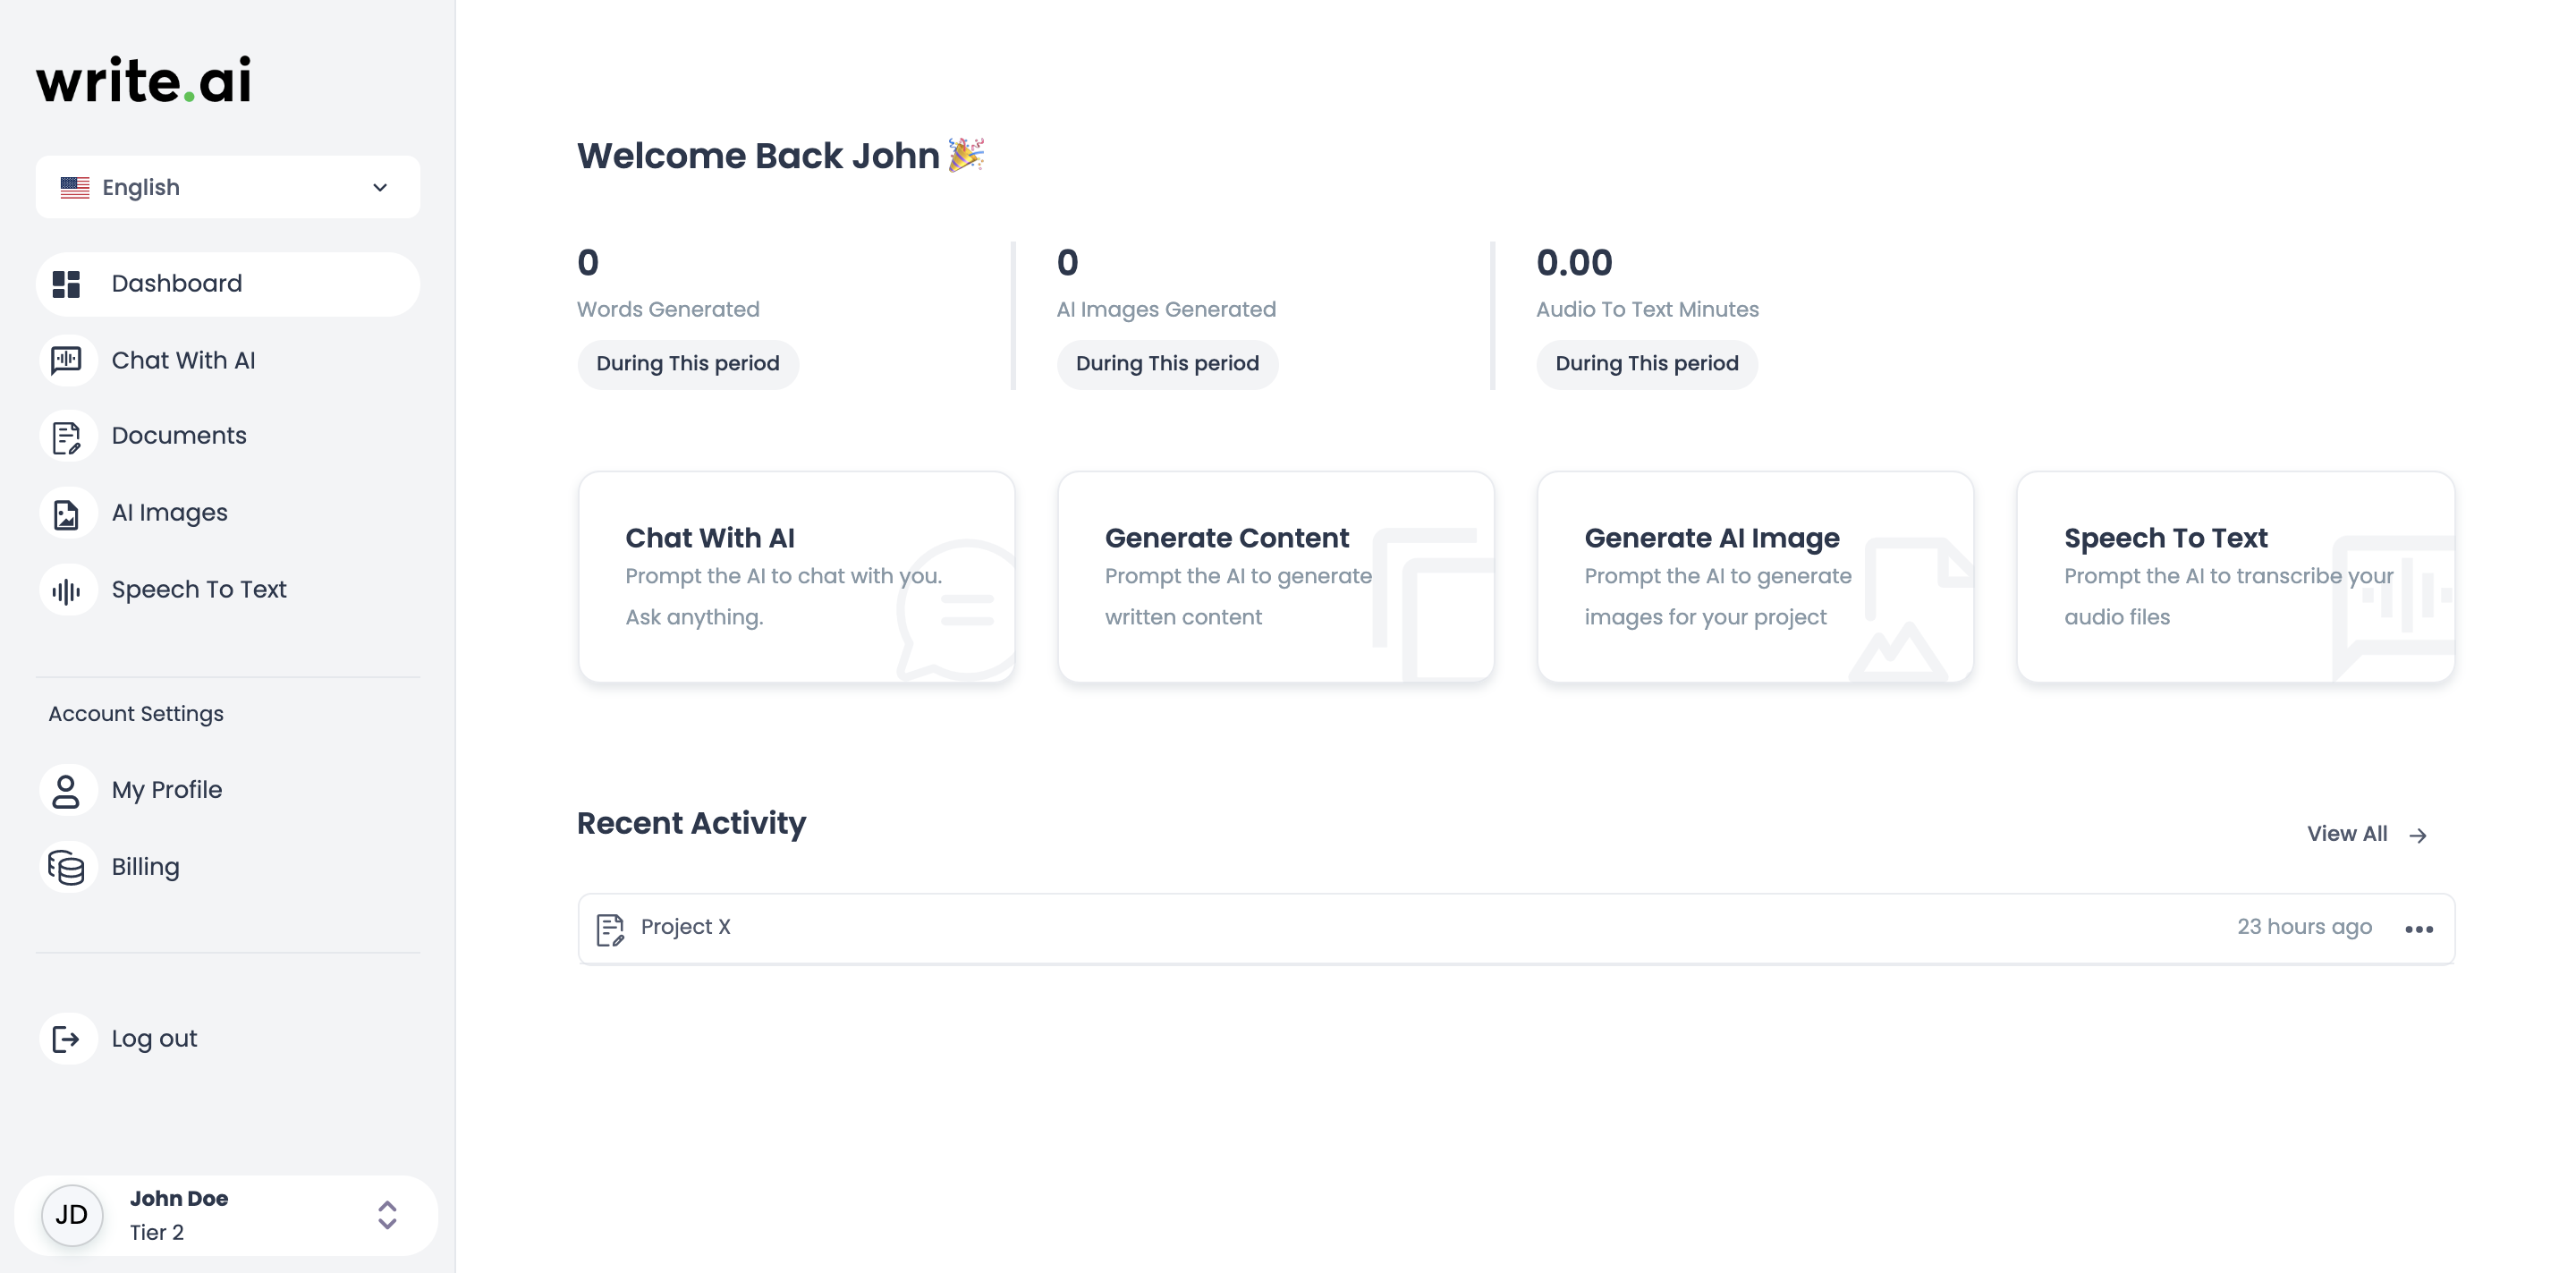 write.ai
English
Dashboard
Chat With AI
Documents
AI Images
Speech To Text
Account Settings
My Profile
Billing
Log out
JD
John Doe
Tier 2
Welcome Back John 🎉
0
Words Generated
During This period
0
AI Images Generated
During This period
0.00
Audio To Text Minutes
During This period
Chat With AI
Prompt the AI to chat with you.
Ask anything.
Generate Content
Prompt the AI to generate
written content
Generate AI Image
Prompt the AI to generate
images for your project
Speech To Text
Prompt the AI to transcribe your
audio files
Recent Activity
View All
Project X
23 hours ago